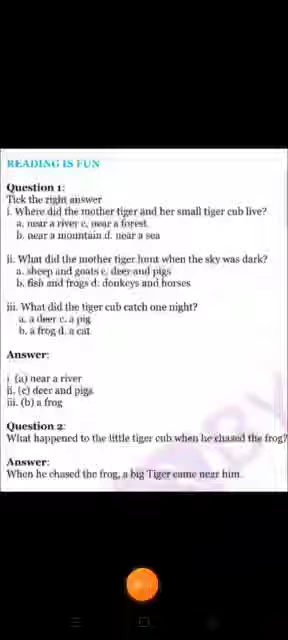 READING IS FUN
Question 1:
Tick the right answer
i. Where did the mother tiger and her small tiger cub live?
a. near a river c. near a forest
b. near a mountain d. near a sea
ii. What did the mother tiger hunt when the sky was dark?
a. sheep and goats c. deer and pigs
b. fish and frogs d. donkeys and horses
iii. What did the tiger cub catch one night?
a. a deer c. a pig
b. a frog d. a cat
Answer:
i. (a) near a river
ii. (c) deer and pigs
iii. (b) a frog
Question 2:
What happened to the little tiger cub when he chased the frog?
Answer:
When he chased the frog, a big Tiger came near him.